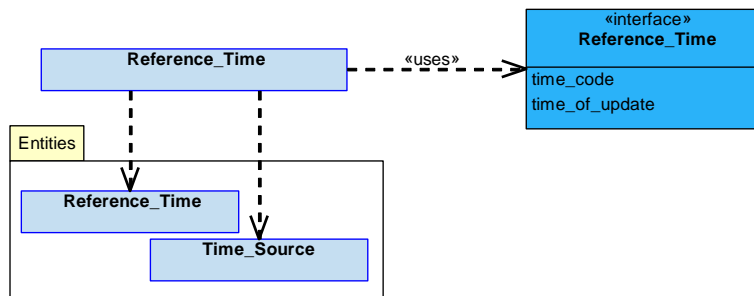 «interface»
Reference_Time
Reference_Time
«uses»
time_code
time_of_update
Entities
Reference_Time
Time_Source